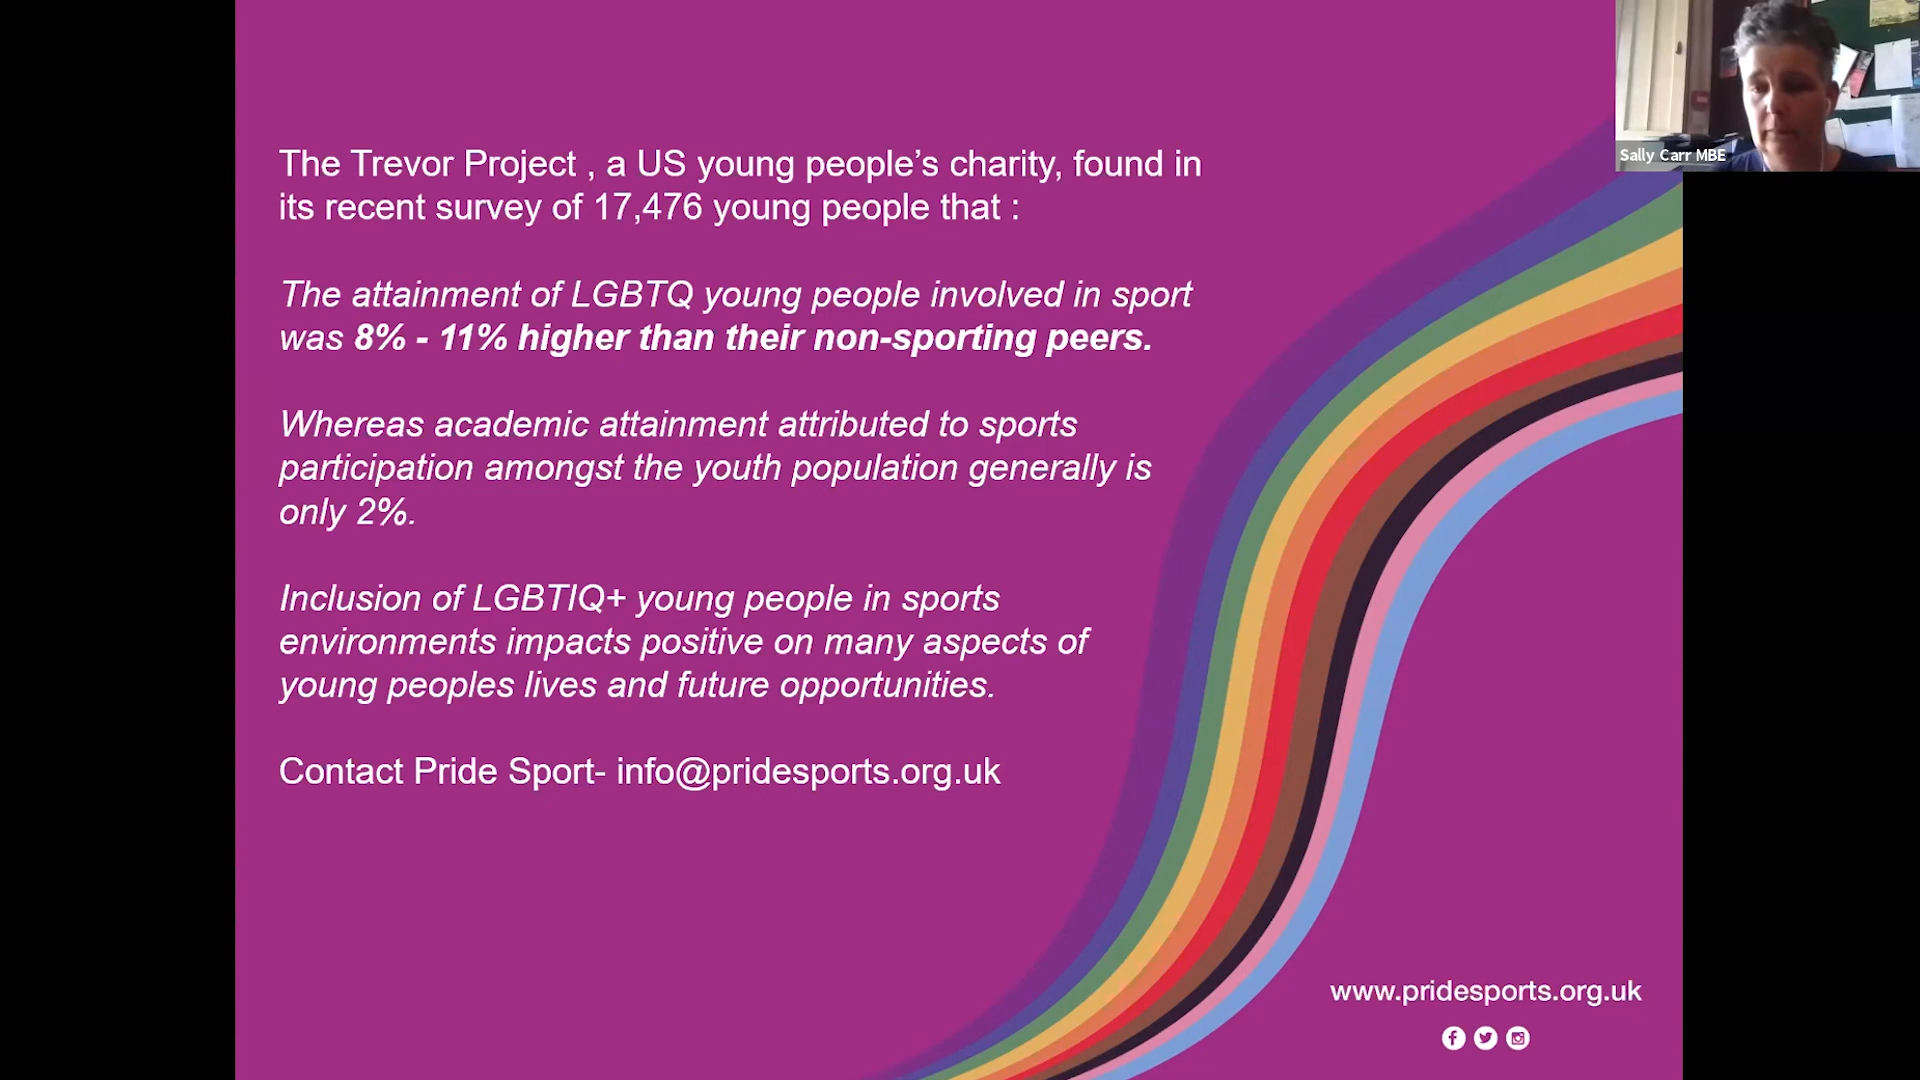 The Trevor Project , a US young people’s charity, found in
its recent survey of 17,476 young people that :
The attainment of LGBTQ young people involved in sport
was 8% - 11% higher than their non-sporting peers.
Whereas academic attainment attributed to sports
participation amongst the youth population generally is
only 2%.
Inclusion of LGBTIQ+ young people in sports
environments impacts positive on many aspects of
young peoples lives and future opportunities.
Contact Pride Sport- info@pridesports.org.uk
www.pridesports.org.uk
Sally Carr MBE